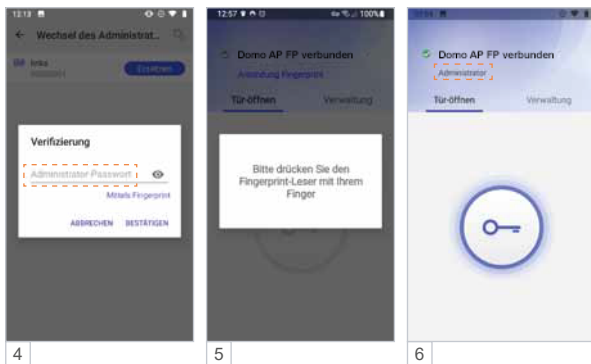 13:13
Wechsel des Administrat..
Ersetzen
Verifizierung
Administrator Passwort
Mittels Fingerprint
ABBRECHEN BESTÄTIGEN
4
12:57
100%
Domo AP FP verbunden
Anmeldung Fingerprint
Tür-öffnen Verwaltung
Bitte drücken Sie den
Fingerprint-Leser mit Ihrem
Finger
5
Domo AP FP verbunden
Administrator
Tür-öffnen Verwaltung
6